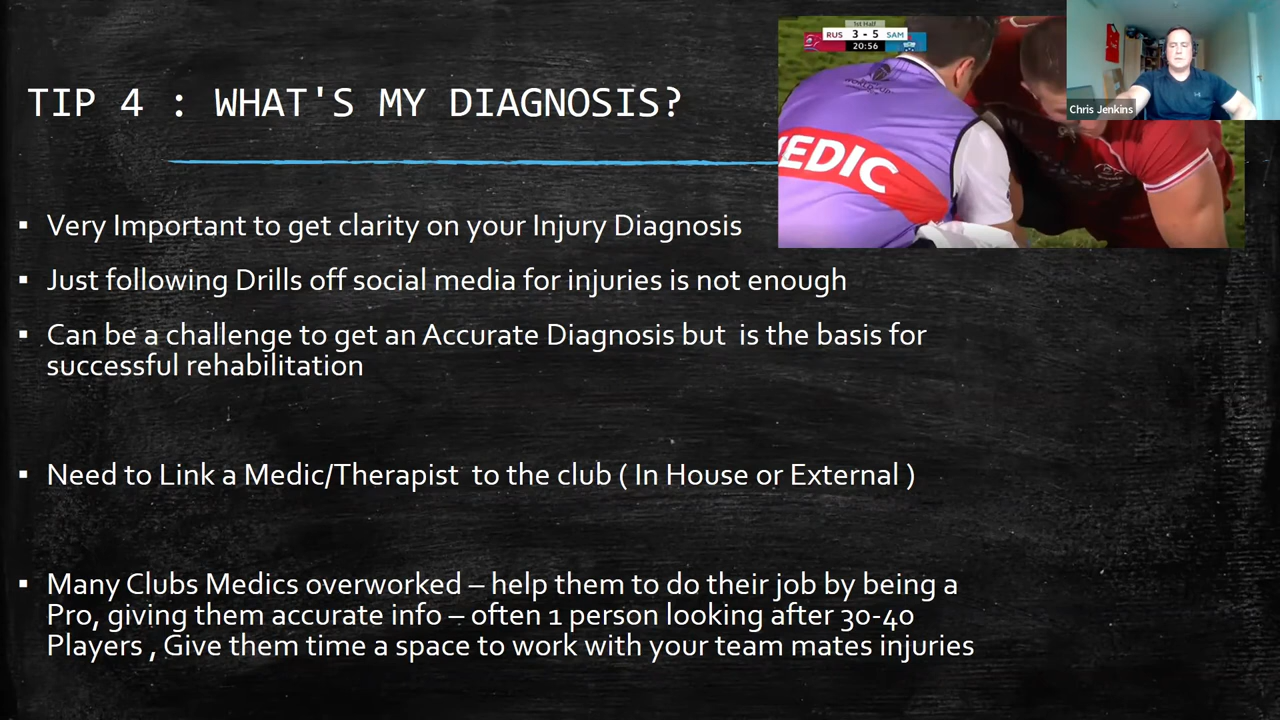 1st Half
RUS 3 - 5 SAM
20:56
TIP 4 : WHAT'S MY DIAGNOSIS?
EDIC
Chris Jenkins
▪ Very Important to get clarity on your Injury Diagnosis
▪ Just following Drills off social media for injuries is not enough
▪ Can be a challenge to get an Accurate Diagnosis but is the basis for
successful rehabilitation
▪ Need to Link a Medic/Therapist to the club ( In House or External )
▪ Many Clubs Medics overworked – help them to do their job by being a
Pro, giving them accurate info – often 1 person looking after 30-40
Players , Give them time a space to work with your team mates injuries